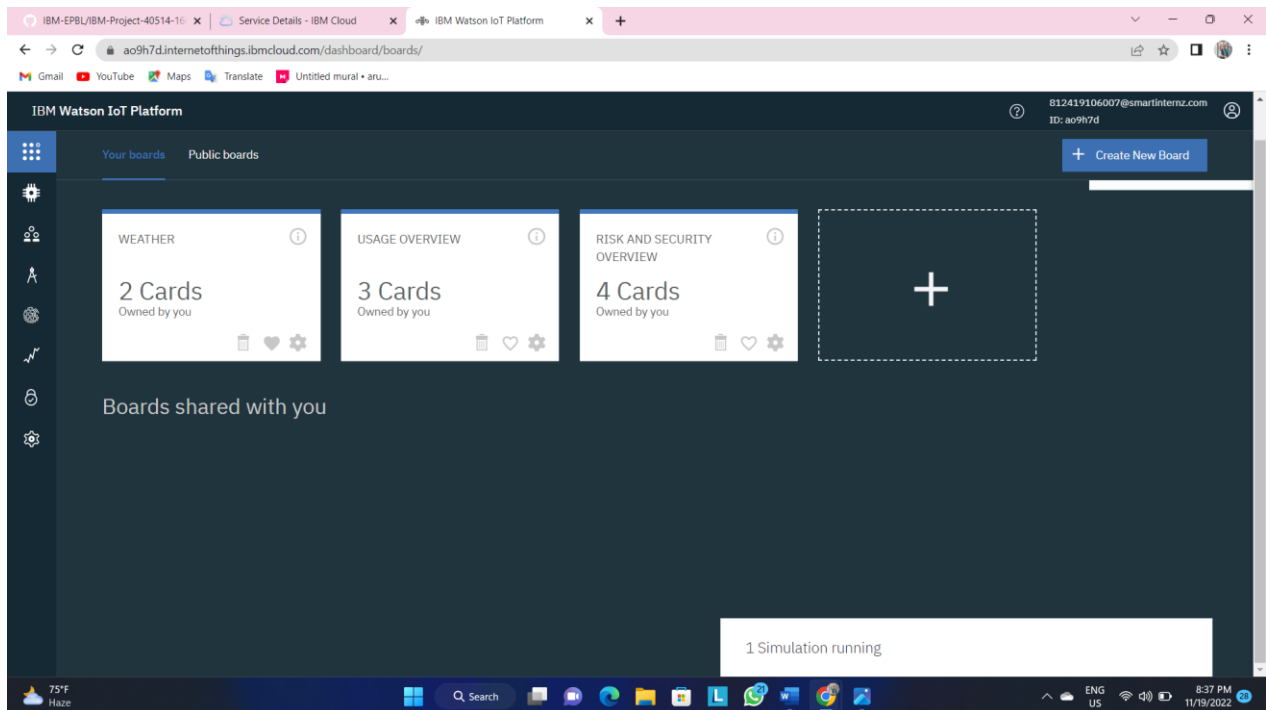 IBM-EPBL/IBM-Project-40514-16 Service Details - IBM Cloud IBM Watson IoT Platform
ao9h7d.internetofthings.ibmcloud.com/dashboard/boards/
Gmail YouTube Maps Translate Untitled mural • aru...
IBM Watson IoT Platform
812419106007@smartinternz.com
ID: ao9h7d
Your boards Public boards
+ Create New Board
WEATHER
2 Cards
Owned by you
USAGE OVERVIEW
3 Cards
Owned by you
RISK AND SECURITY
OVERVIEW
4 Cards
Owned by you
Boards shared with you
1 Simulation running
75°F
Haze
Search
L
21
ENG
US
8:37 PM
11/19/2022
28